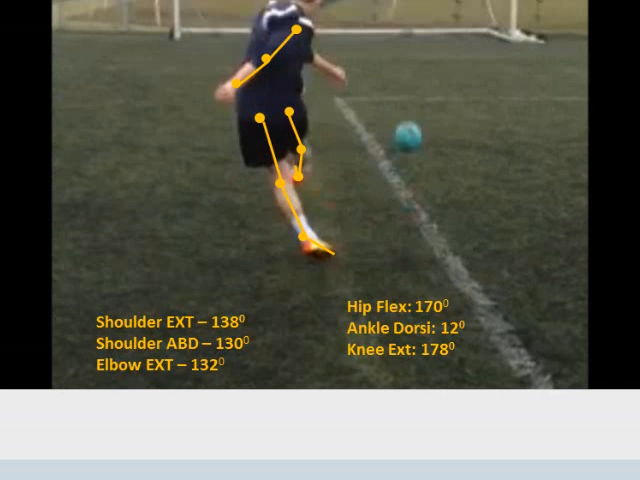 Shoulder EXT – 138⁰
Shoulder ABD – 130⁰
Elbow EXT – 132⁰
Hip Flex: 170⁰
Ankle Dorsi: 12⁰
Knee Ext: 178⁰